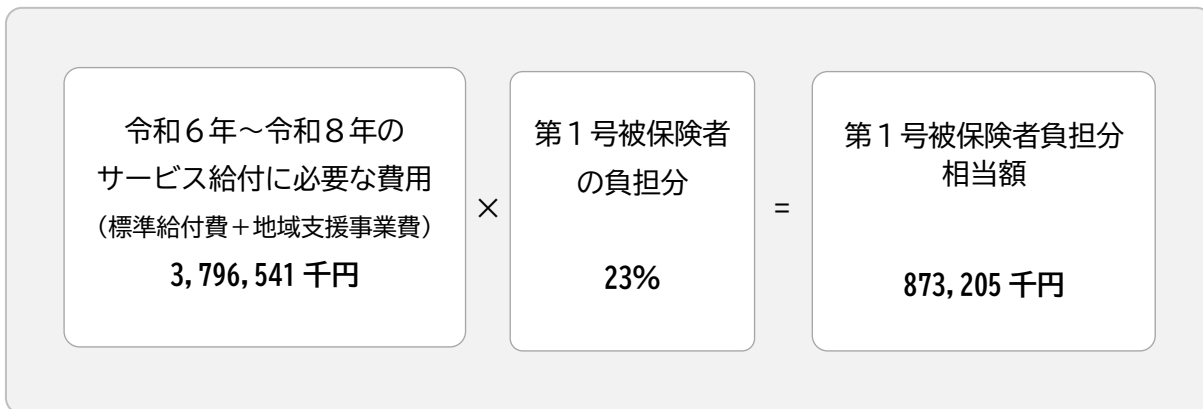 令和６年～令和８年の
サービス給付に必要な費用
（標準給付費＋地域支援事業費）
3,796,541 千円
×
第１号被保険者
の負担分
23%
=
第１号被保険者負担分
相当額
873,205 千円